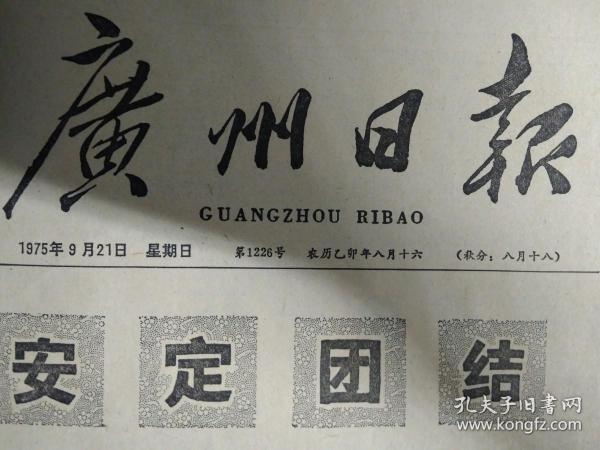 廣州日報
GUANGZHOU RIBAO
1975年9月21日 星期日 第1226号 农历乙卯年八月十六 (秋分：八月十八)
安定团结
孔夫子旧書网
www.kongfz.com